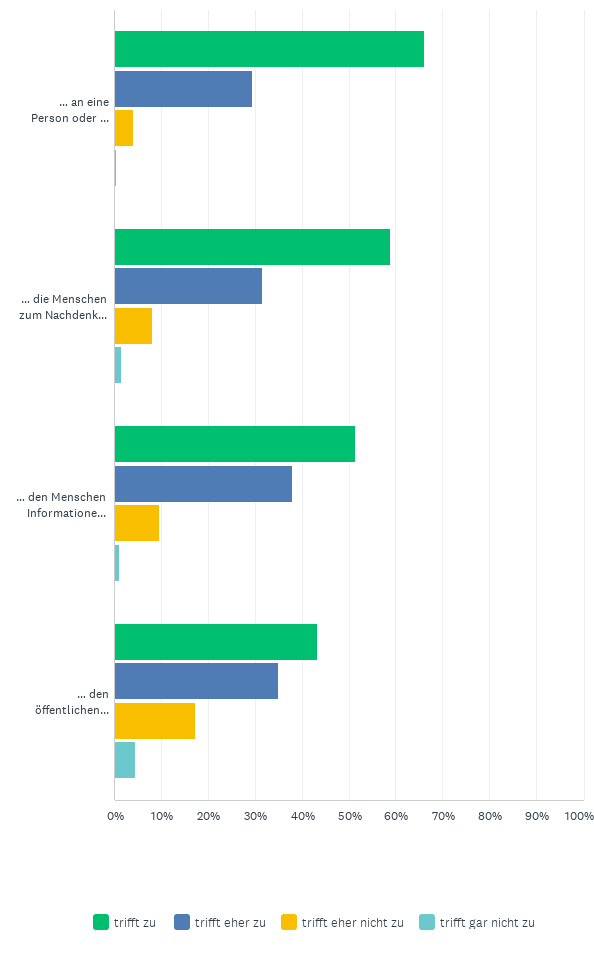 ... an eine
Person oder ...
... die Menschen
zum Nachdenk...
... den Menschen
Informatione...
... den
öffentlichen...
0% 10% 20% 30% 40% 50% 60% 70% 80% 90% 100%
trifft zu trifft eher zu trifft eher nicht zu trifft gar nicht zu